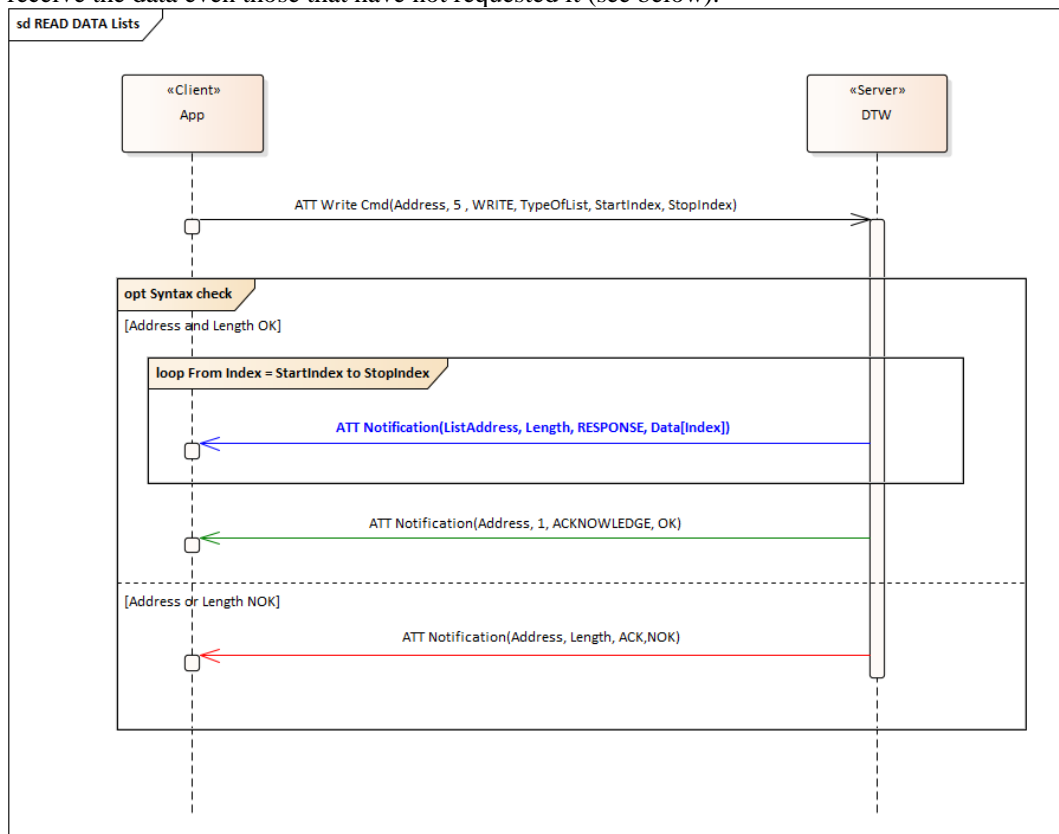 receive the data even those that have not requested it (see below).
sd READ DATA Lists
«Client»
App
«Server»
DTW
ATT Write Cmd(Address, 5 , WRITE, TypeOfList, StartIndex, StopIndex)
opt Syntax check
[Address and Length OK]
loop From Index = StartIndex to StopIndex
ATT Notification(ListAddress, Length, RESPONSE, Data[Index])
ATT Notification(Address, 1, ACKNOWLEDGE, OK)
[Address or Length NOK]
ATT Notification(Address, Length, ACK,NOK)